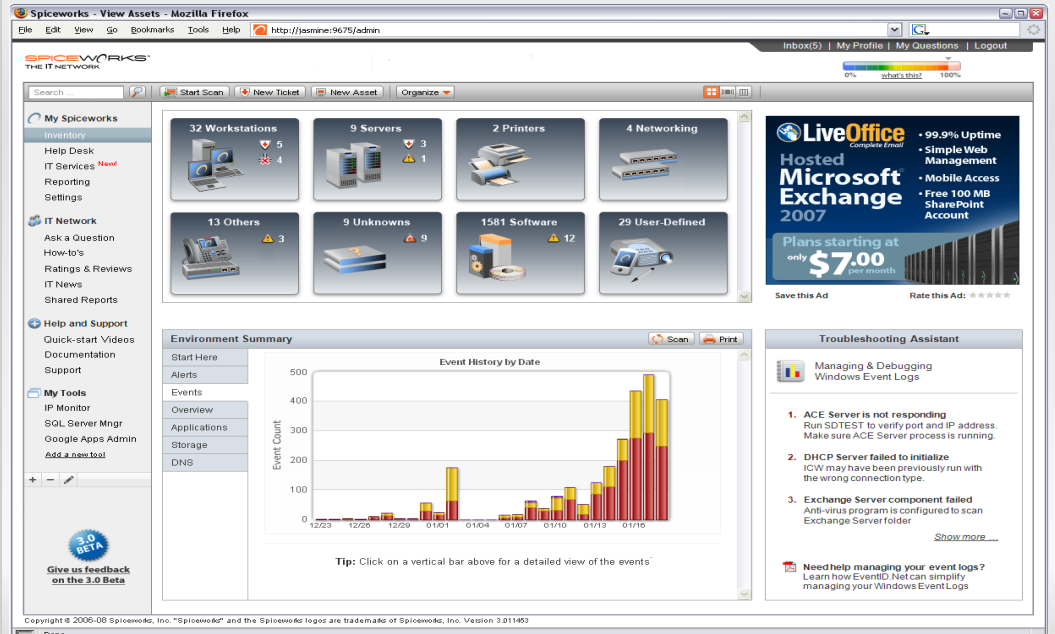 Spiceworks - View Assets - Mozilla Firefox
File Edit View Go Bookmarks Tools Help http://jasmine:9675/admin G
Inbox(5) | My Profile | My Questions | Logout
SPICEWORKS
THE IT NETWORK
0% what's this? 100%
Search ... Start Scan New Ticket New Asset Organize
My Spiceworks
Inventory
Help Desk
IT Services New!
Reporting
Settings
IT Network
Ask a Question
How-to's
Ratings & Reviews
IT News
Shared Reports
Help and Support
Quick-start Videos
Documentation
Support
My Tools
IP Monitor
SQL Server Mngr
Google Apps Admin
Add a new tool
3.0
BETA
Give us feedback
on the 3.0 Beta
32 Workstations
5
4
9 Servers
3
1
2 Printers
4 Networking
13 Others
3
9 Unknowns
9
1581 Software
12
29 User-Defined
LiveOffice
Complete Email
Hosted
Microsoft
Exchange
2007
• 99.9% Uptime
• Simple Web
Management
• Mobile Access
• Free 100 MB
SharePoint
Account
Plans starting at
only $7.00
per month
Save this Ad Rate this Ad:
Environment Summary Scan Print
Start Here
Alerts
Events
Overview
Applications
Storage
DNS
Event History by Date
Event Count
500
400
300
200
100
0
12/23 12/26 12/29 01/01 01/04 01/07 01/10 01/13 01/16
Tip: Click on a vertical bar above for a detailed view of the events
Troubleshooting Assistant
Managing & Debugging
Windows Event Logs
1. ACE Server is not responding
Run SDTEST to verify port and IP address.
Make sure ACE Server process is running.
2. DHCP Server failed to initialize
ICW may have been previously run with
the wrong connection type.
3. Exchange Server component failed
Anti-virus program is configured to scan
Exchange Server folder
Show more ...
Need help managing your event logs?
Learn how EventID.Net can simplify
managing your Windows Event Logs
Copyright © 2006-08 Spiceworks, Inc. "Spiceworks" and the Spiceworks logos are trademarks of Spiceworks, Inc. Version 3.011453